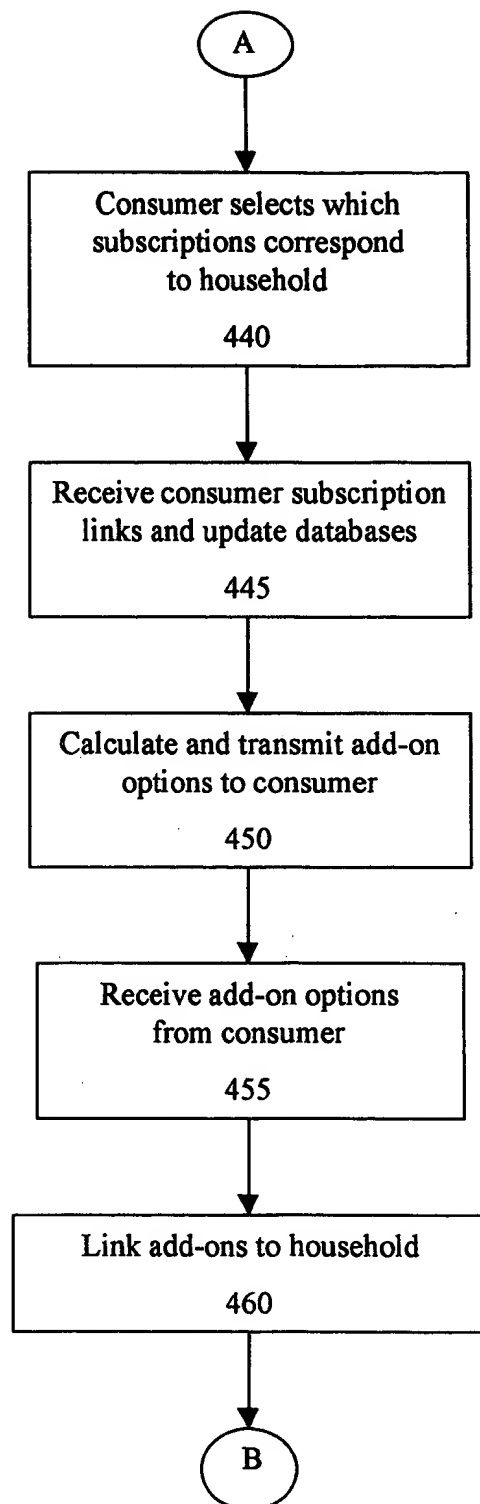 A
Consumer selects which
subscriptions correspond
to household
440
Receive consumer subscription
links and update databases
445
Calculate and transmit add-on
options to consumer
450
Receive add-on options
from consumer
455
Link add-ons to household
460
B